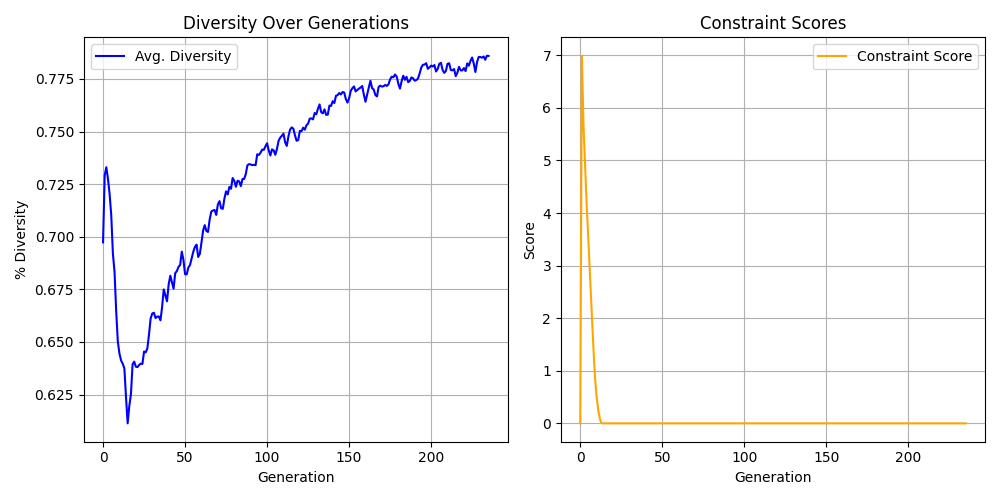 Diversity Over Generations
Avg. Diversity
% Diversity
0.775
0.750
0.725
0.700
0.675
0.650
0.625
0 50 100 150 200
Generation
Constraint Scores
Constraint Score
Score
7
6
5
4
3
2
1
0
0 50 100 150 200
Generation